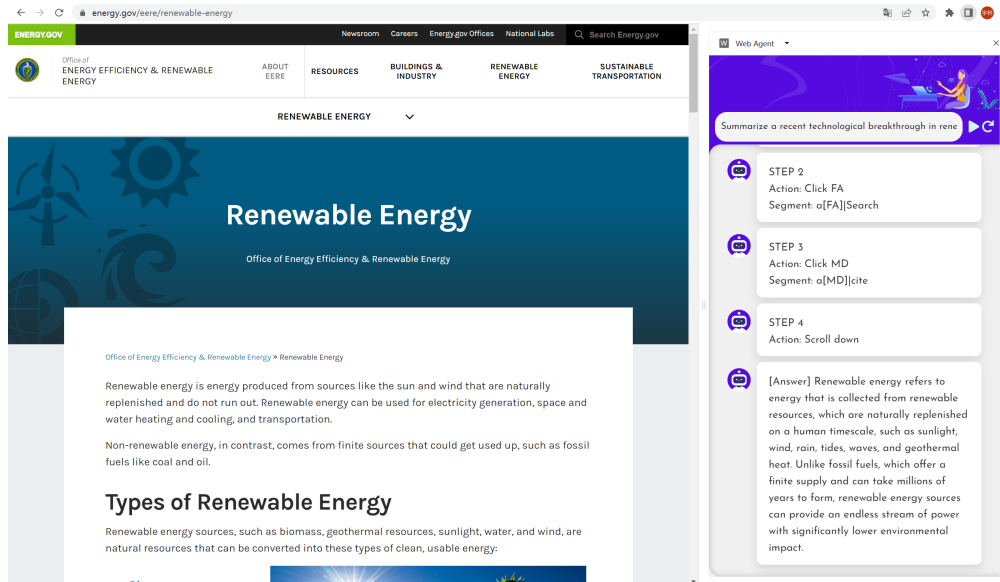 energy.gov/eere/renewable-energy
ENERGY.GOV
Newsroom Careers Energy.gov Offices National Labs Search Energy.gov
Office of
ENERGY EFFICIENCY & RENEWABLE
ENERGY
ABOUT
EERE
RESOURCES
BUILDINGS &
INDUSTRY
RENEWABLE
ENERGY
SUSTAINABLE
TRANSPORTATION
RENEWABLE ENERGY
Renewable Energy
Office of Energy Efficiency & Renewable Energy
Office of Energy Efficiency & Renewable Energy » Renewable Energy
Renewable energy is energy produced from sources like the sun and wind that are naturally
replenished and do not run out. Renewable energy can be used for electricity generation, space and
water heating and cooling, and transportation.
Non-renewable energy, in contrast, comes from finite sources that could get used up, such as fossil
fuels like coal and oil.
Types of Renewable Energy
Renewable energy sources, such as biomass, geothermal resources, sunlight, water, and wind, are
natural resources that can be converted into these types of clean, usable energy:
W Web Agent
Summarize a recent technological breakthrough in rene
STEP 2
Action: Click FA
Segment: a[FA]|Search
STEP 3
Action: Click MD
Segment: a[MD]|cite
STEP 4
Action: Scroll down
[Answer] Renewable energy refers to
energy that is collected from renewable
resources, which are naturally replenished
on a human timescale, such as sunlight,
wind, rain, tides, waves, and geothermal
heat. Unlike fossil fuels, which offer a
finite supply and can take millions of
years to form, renewable energy sources
can provide an endless stream of power
with significantly lower environmental
impact.